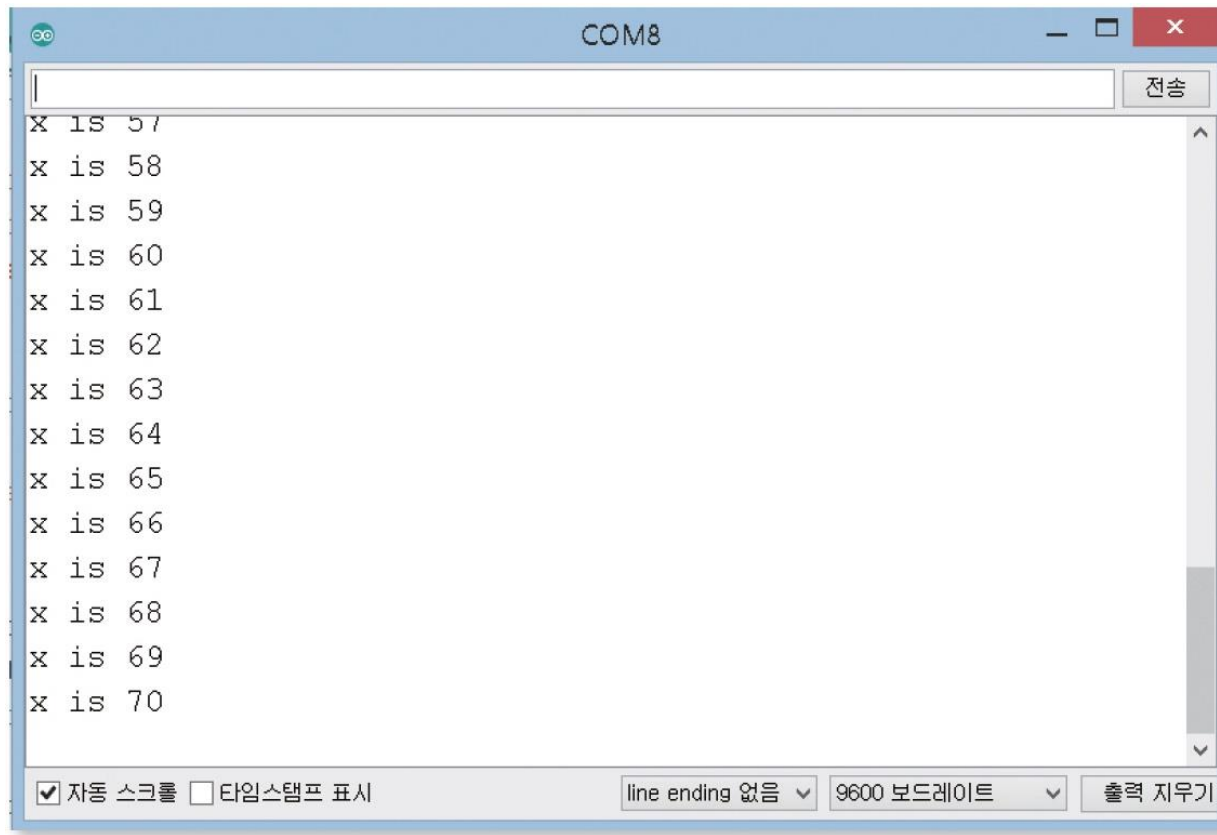 COM8
전송
x is 57
x is 58
x is 59
x is 60
x is 61
x is 62
x is 63
x is 64
x is 65
x is 66
x is 67
x is 68
x is 69
x is 70
자동 스크롤 타임스탬프 표시 line ending 없음 9600 보드레이트 출력 지우기